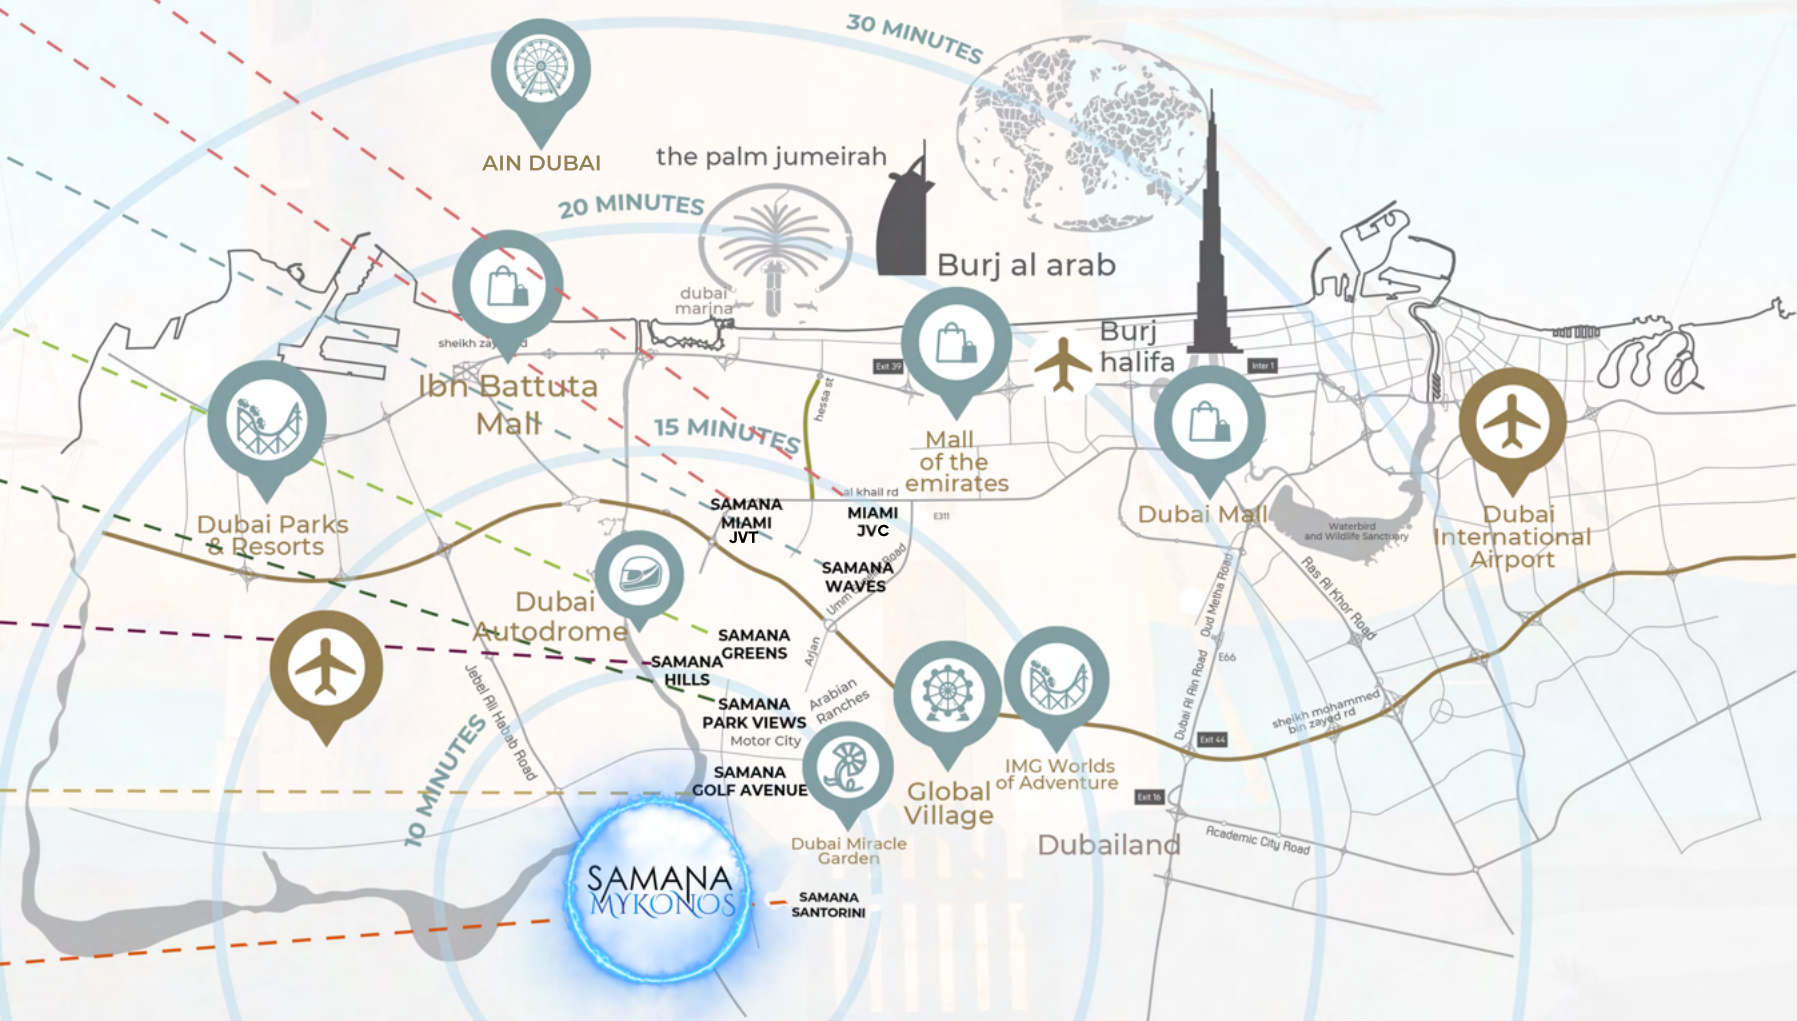 30 MINUTES
AIN DUBAI
the palm jumeirah
20 MINUTES
Burj al arab
dubai
marina
Burj
halifa
sheikh zay d
Exit 39
Inter 1
Ibn Battuta
Mall
hessa st
15 MINUTES
Mall
of the
emirates
al khail rd
E311
SAMANA
MIAMI
JVT
MIAMI
JVC
Dubai Mall
Waterbird
and Wildlife Sanctuary
Dubai
International
Airport
Dubai Parks
& Resorts
SAMANA
WAVES
Umm Road
Oud Metha Road
Ras Al Khor Road
Dubai
Autodrome
SAMANA
GREENS
Arjan
E66
SAMANA
HILLS
Jebel Ali Habab Road
SAMANA
PARK VIEWS
Arabian
Ranches
Motor City
Dubai Al Ain Road
sheikh mohammed
bin zayed rd
Exit 44
10 MINUTES
SAMANA
GOLF AVENUE
IMG Worlds
of Adventure
Global
Village
Exit 16
Dubai Miracle
Garden
Dubailand
Academic City Road
SAMANA
MYKONOS
SAMANA
SANTORINI